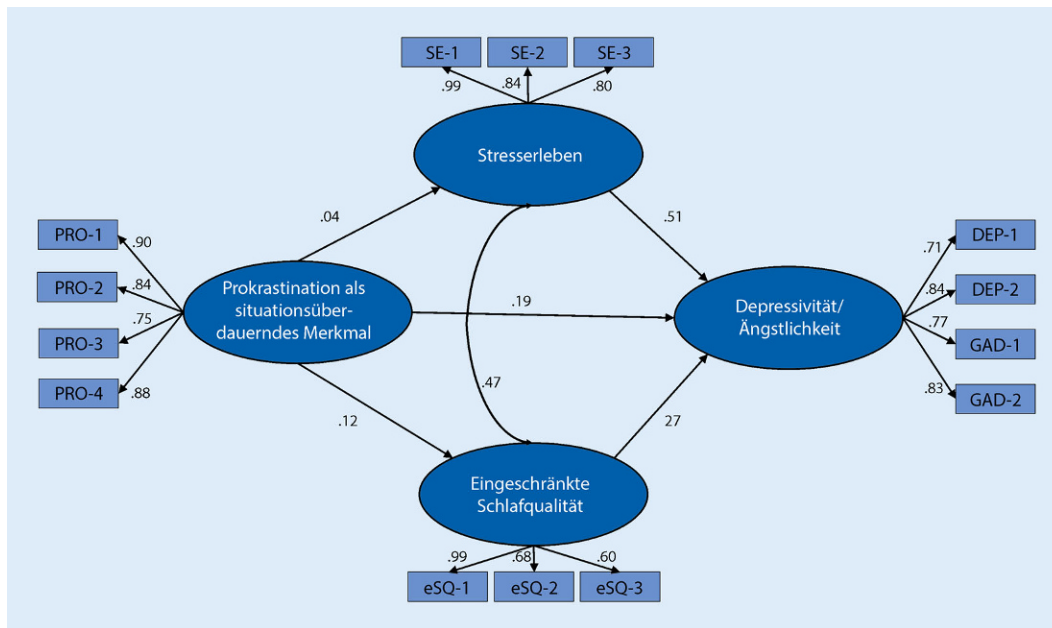 SE-1 SE-2 SE-3
.99 .84 .80
Stresserleben
.04 .51
PRO-1
.90
PRO-2
.84
PRO-3
.75
PRO-4
.88
Prokrastination als
situationsüber-
dauerndes Merkmal
.19
Depressivität/
Ängstlichkeit
.71
DEP-1
.84
DEP-2
.77
GAD-1
.83
GAD-2
.47
.12 27
Eingeschränkte
Schlafqualität
.99 .68 .60
eSQ-1 eSQ-2 eSQ-3